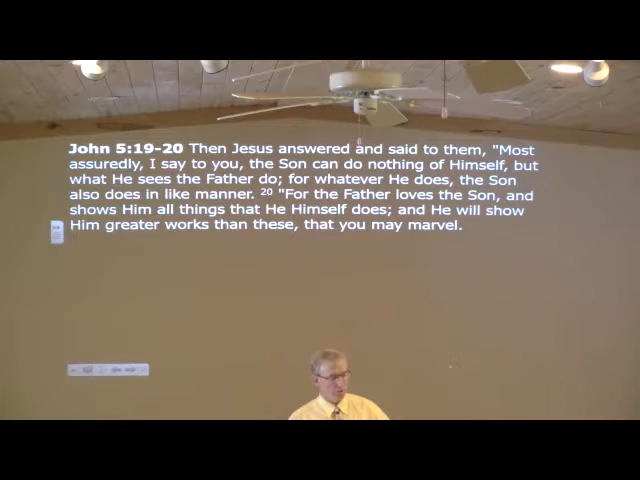 John 5:19-20 Then Jesus answered and said to them, "Most
assuredly, I say to you, the Son can do nothing of Himself, but
what He sees the Father do; for whatever He does, the Son
also does in like manner. 20 "For the Father loves the Son, and
shows Him all things that He Himself does; and He will show
Him greater works than these, that you may marvel.